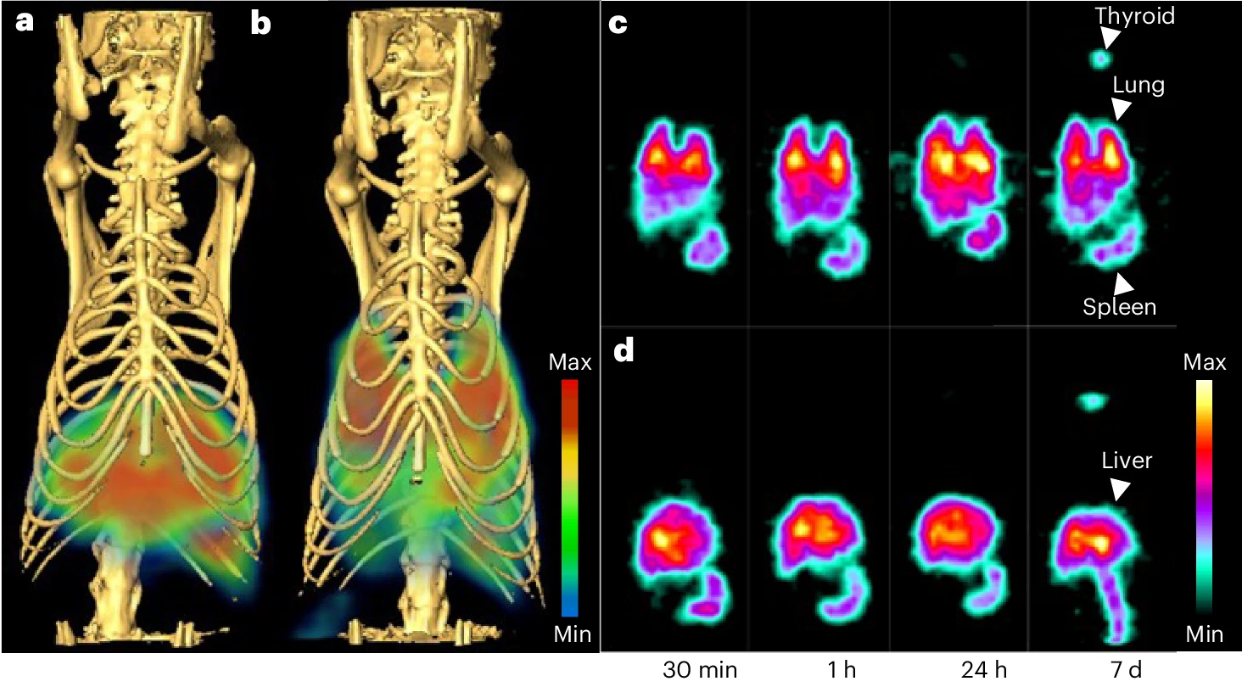 a
b
c
Thyroid
Lung
Spleen
d
Max
Min
Liver
Max
Min
30 min
1 h
24 h
7 d